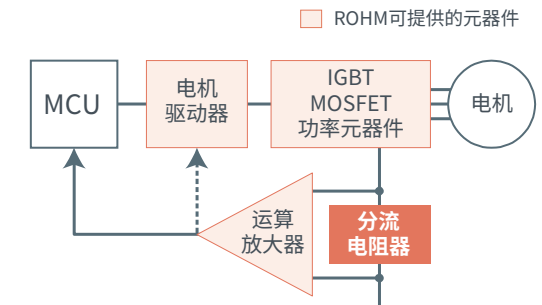 ROHM可提供的元器件
MCU
电机
驱动器
IGBT
MOSFET
功率元器件
电机
运算
放大器
分流
电阻器